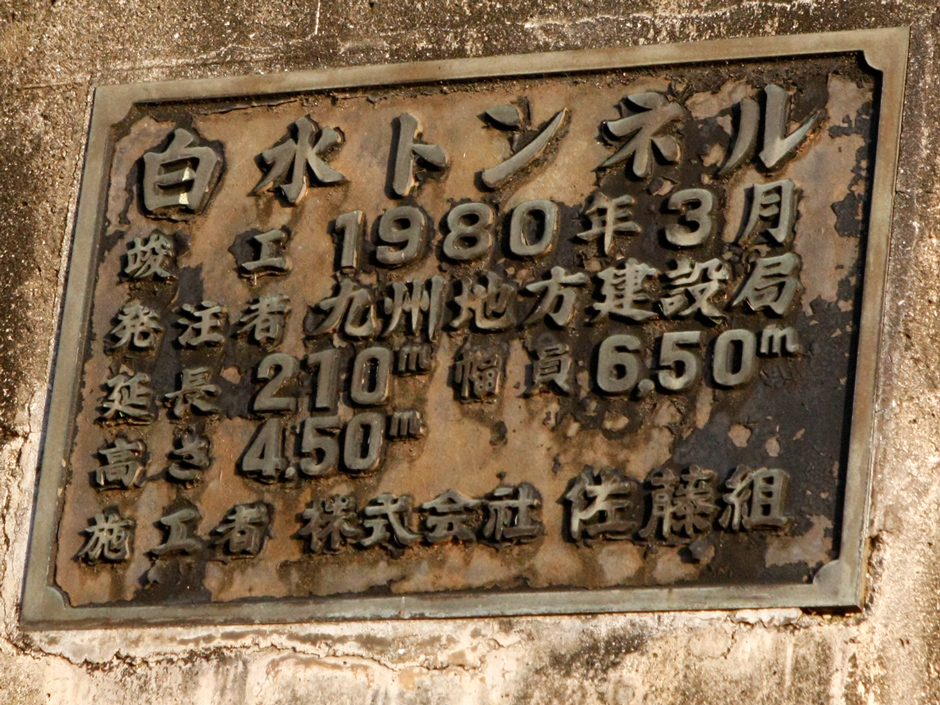 白水トンネル
竣工 1980年3月
発注者 九州地方建設局
延長 210m 幅員 6.50m
高さ 4.50m
施工者 株式会社 佐藤組